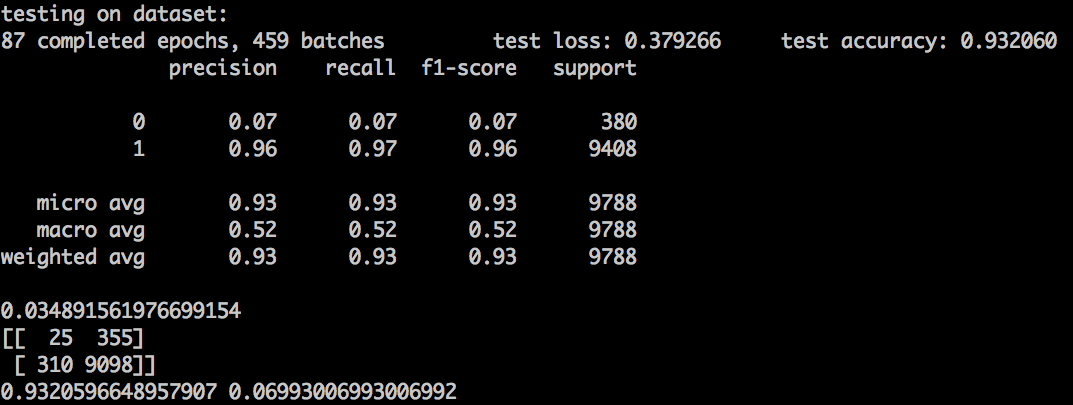 testing on dataset:
87 completed epochs, 459 batches test loss: 0.379266 test accuracy: 0.932060
precision recall f1-score support
0 0.07 0.07 0.07 380
1 0.96 0.97 0.96 9408
micro avg 0.93 0.93 0.93 9788
macro avg 0.52 0.52 0.52 9788
weighted avg 0.93 0.93 0.93 9788
0.034891561976699154
[[ 25 355]
[ 310 9098]]
0.9320596648957907 0.06993006993006992